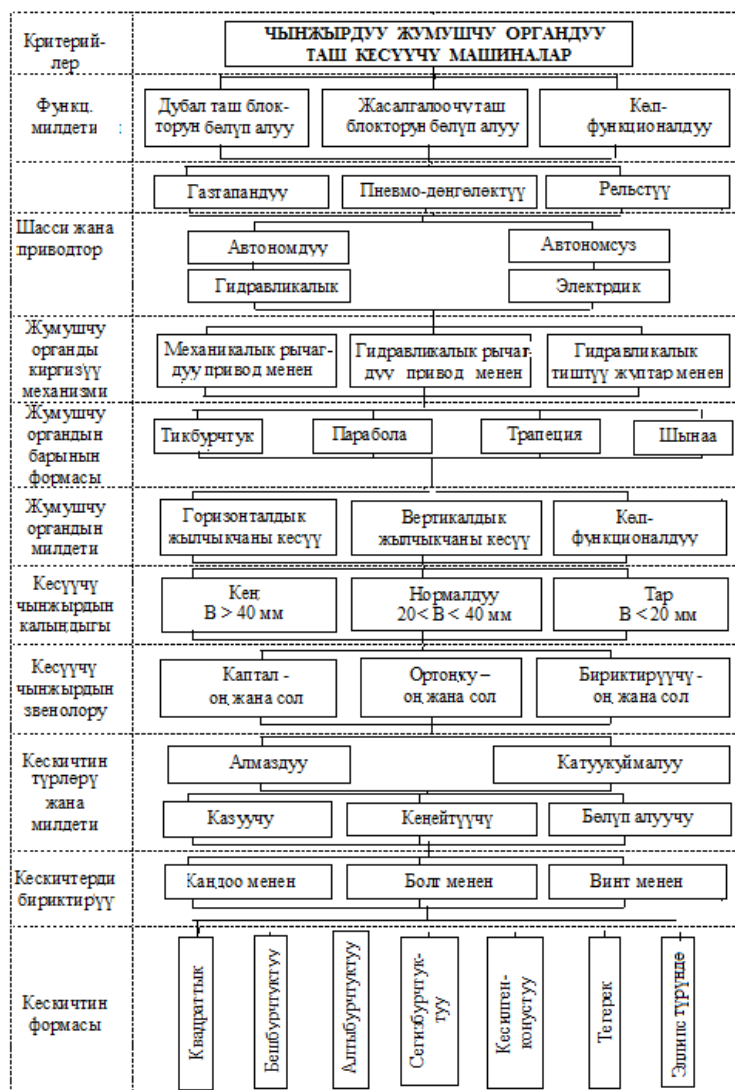 Критерий-
лер
ЧЫНЖЫРДУУ ЖУМУШЧУ ОРГАНДУУ
ТАШ КЕСҮҮЧҮ МАШИНАЛАР
Функц.
милдети :
Дубал таш блок-
торун бөлүп алуу
Жасалгалоочу таш
блокторун бөлүп алуу
Көп-
функционалдуу
Шасси жана
приводтор
Газтапандуу
Пневмо-дөңгөлөктүү
Рельстүү
Автономдуу
Автономсуз
Гидравликалык
Электрдик
Жумушчу
органды
киргизүү
механизми
Механикалык рычаг-
дуу привод менен
Гидравликалык рычаг-
дуу привод менен
Гидравликалык
тиштүү жуптар менен
Жумушчу
органдын
барынын
формасы
Тикбурчтук
Парабола
Трапеция
Шынаа
Жумушчу
органдын
милдети
Горизонталдык
жылчыкчаны кесүү
Вертикалдык
жылчыкчаны кесүү
Көп-
функционалдуу
Кесүүчү
чынжырдын
калыңдыгы
Кең
В > 40 мм
Нормалдуу
20< В < 40 мм
Тар
В < 20 мм
Кесүүчү
чынжырдын
звенолору
Каптал -
оң жана сол
Ортоңку –
оң жана сол
Бириктирүүчү -
оң жана сол
Кескичтин
түрлөрү
жана
милдети
Алмаздуу
Катуукуймалуу
Казуучу
Кеңейтүүчү
Бөлүп алуучу
Кескичтерди
бириктирүү
Кандоо менен
Болт менен
Винт менен
Кескичтин
формасы
Квадраттык
Бешбурчтуктуу
Алтыбурчтуктуу
Сегизбурчтук-
туу
Кесилген-
конустуу
Тегерек
Эллипс түрүндө